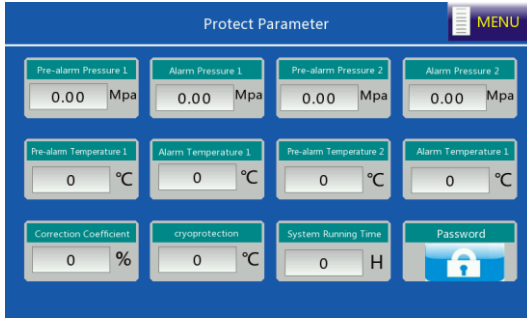 Protect Parameter
MENU
Pre-alarm Pressure 1
Alarm Pressure 1
Pre-alarm Pressure 2
Alarm Pressure 2
0.00 Mpa
0.00 Mpa
0.00 Mpa
0.00 Mpa
Pre-alarm Temperature 1
Alarm Temperature 1
Pre-alarm Temperature 2
Alarm Temperature 1
0 ℃
0 ℃
0 ℃
0 ℃
Correction Coefficient
cryoprotection
System Running Time
Password
0 %
0 ℃
0 H